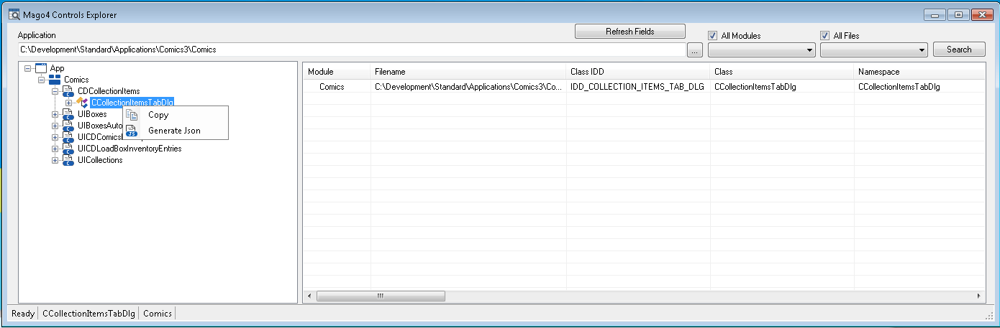 Mago4 Controls Explorer
Application
Refresh Fields
All Modules
All Files
C:\Development\Standard\Applications\Comics3\Comics
...
Search
App
Comics
CDCollectionItems
CCollectionItemsTabDlg
UIBoxes
UIBoxesAuto
UICDComics
UICDLoadBoxInventoryEntries
UICollections
Copy
Generate Json
Module Filename Class IDD Class Namespace
Comics C:\Development\Standard\Applications\Comics3\Co... IDD_COLLECTION_ITEMS_TAB_DLG CCollectionItemsTabDlg CCollectionItemsTabDlg
Ready CCollectionItemsTabDlg Comics